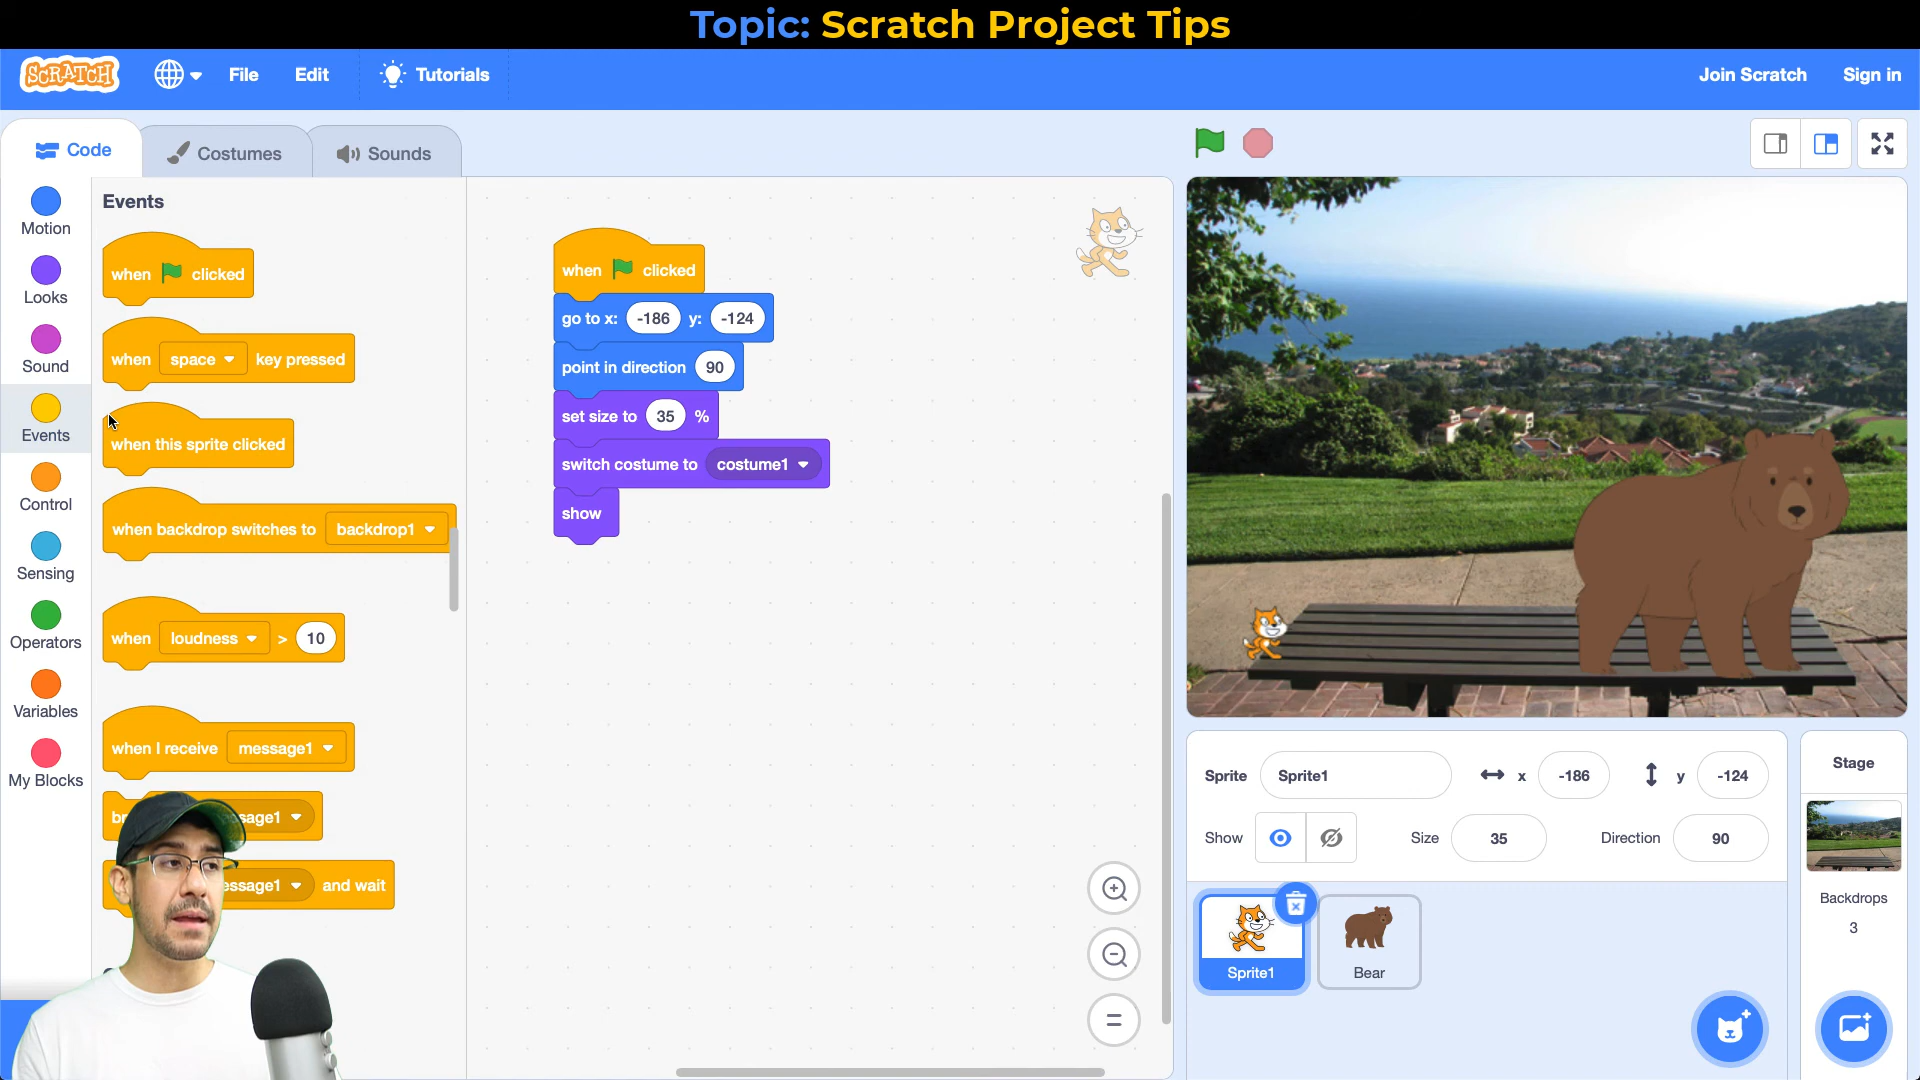 Topic: Scratch Project Tips
SCRATCH
File
Edit
Tutorials
Join Scratch
Sign in
Code
Costumes
Sounds
Motion
Looks
Sound
Events
Control
Sensing
Operators
Variables
My Blocks
Events
when clicked
when space key pressed
when this sprite clicked
when backdrop switches to backdrop1
when loudness > 10
when I receive message1
and wait
when clicked
go to x: -186 y: -124
point in direction 90
set size to 35 %
switch costume to costume1
show
Sprite Sprite1 x -186 y -124
Show Size 35 Direction 90
Sprite1
Bear
Stage
Backdrops
3